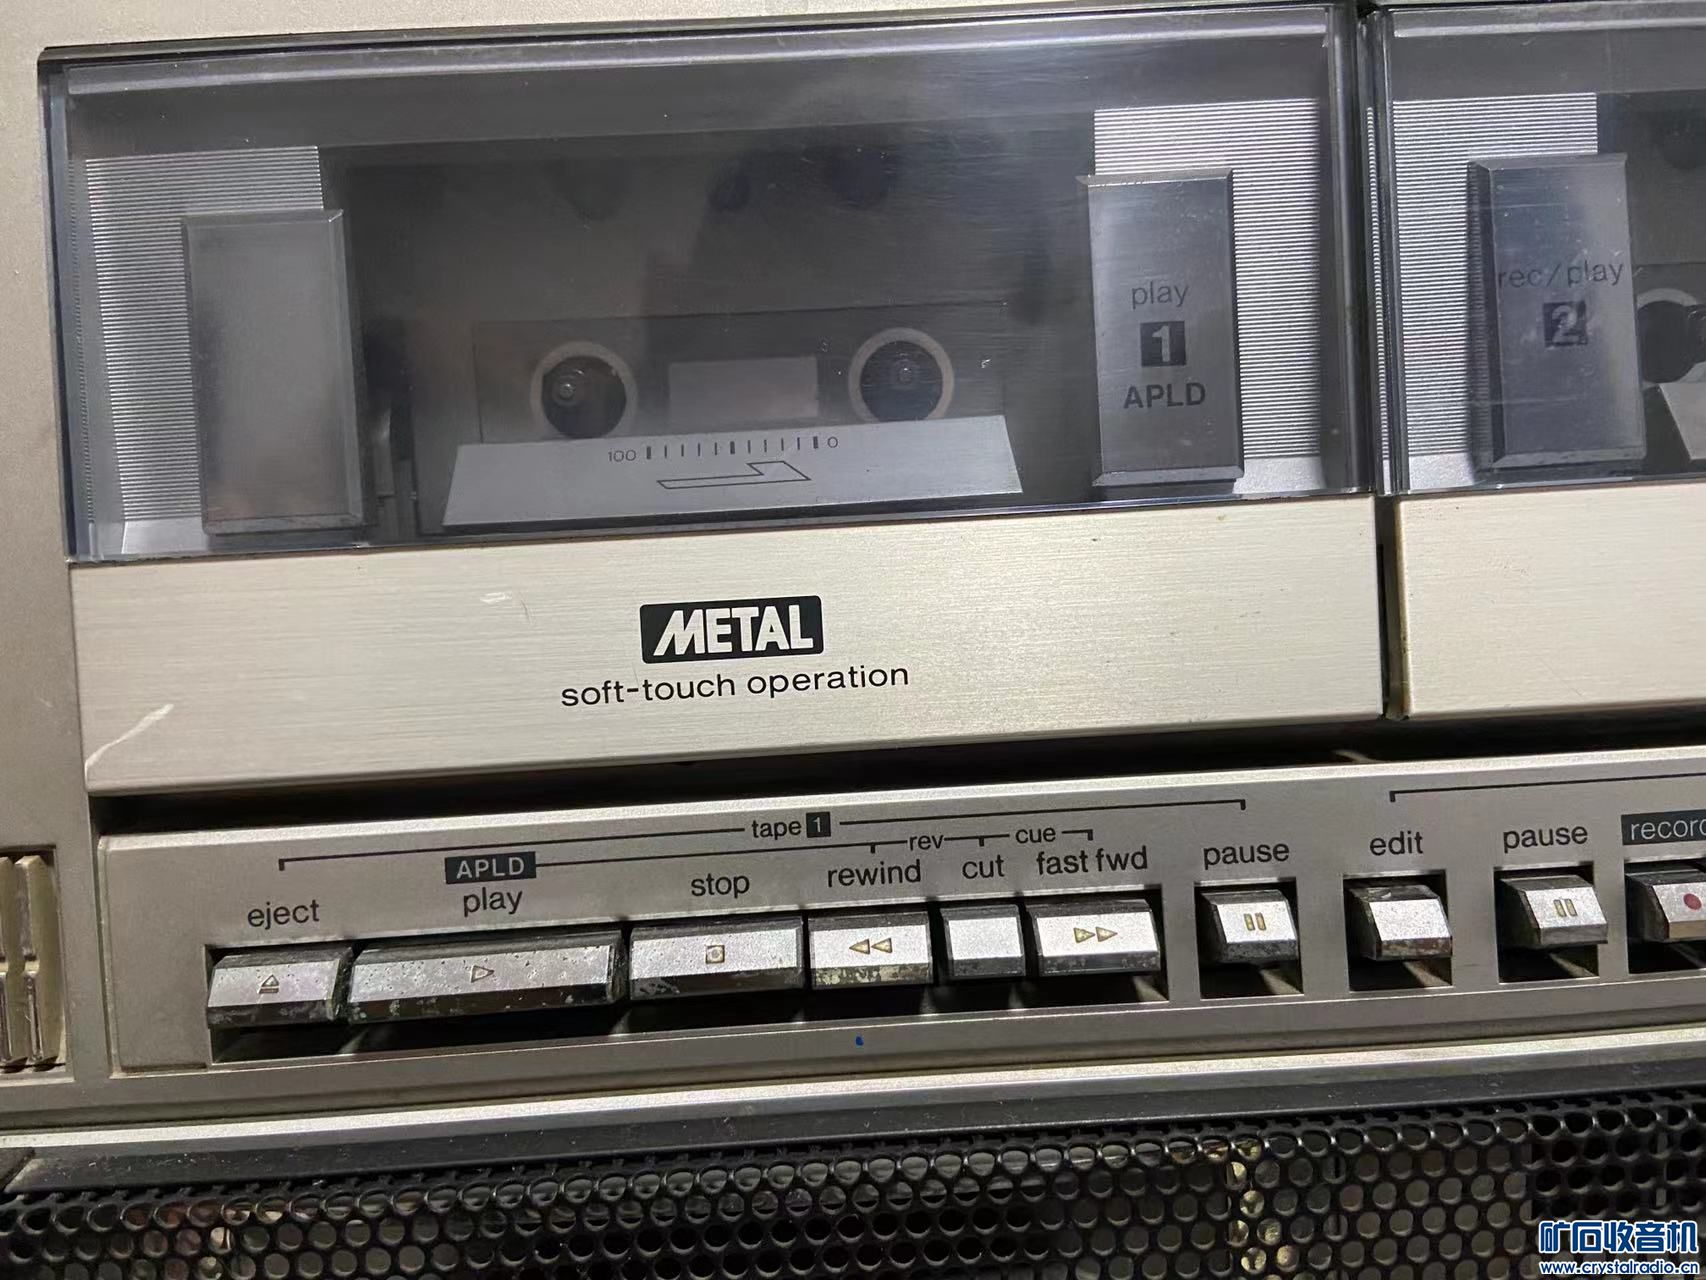 play
1
APLD
rec/play
2
100 0
METAL
soft-touch operation
tape 1
rev cue
APLD
eject play stop rewind cut fast fwd pause edit pause record
矿石收音机
www.crystalradio.cn